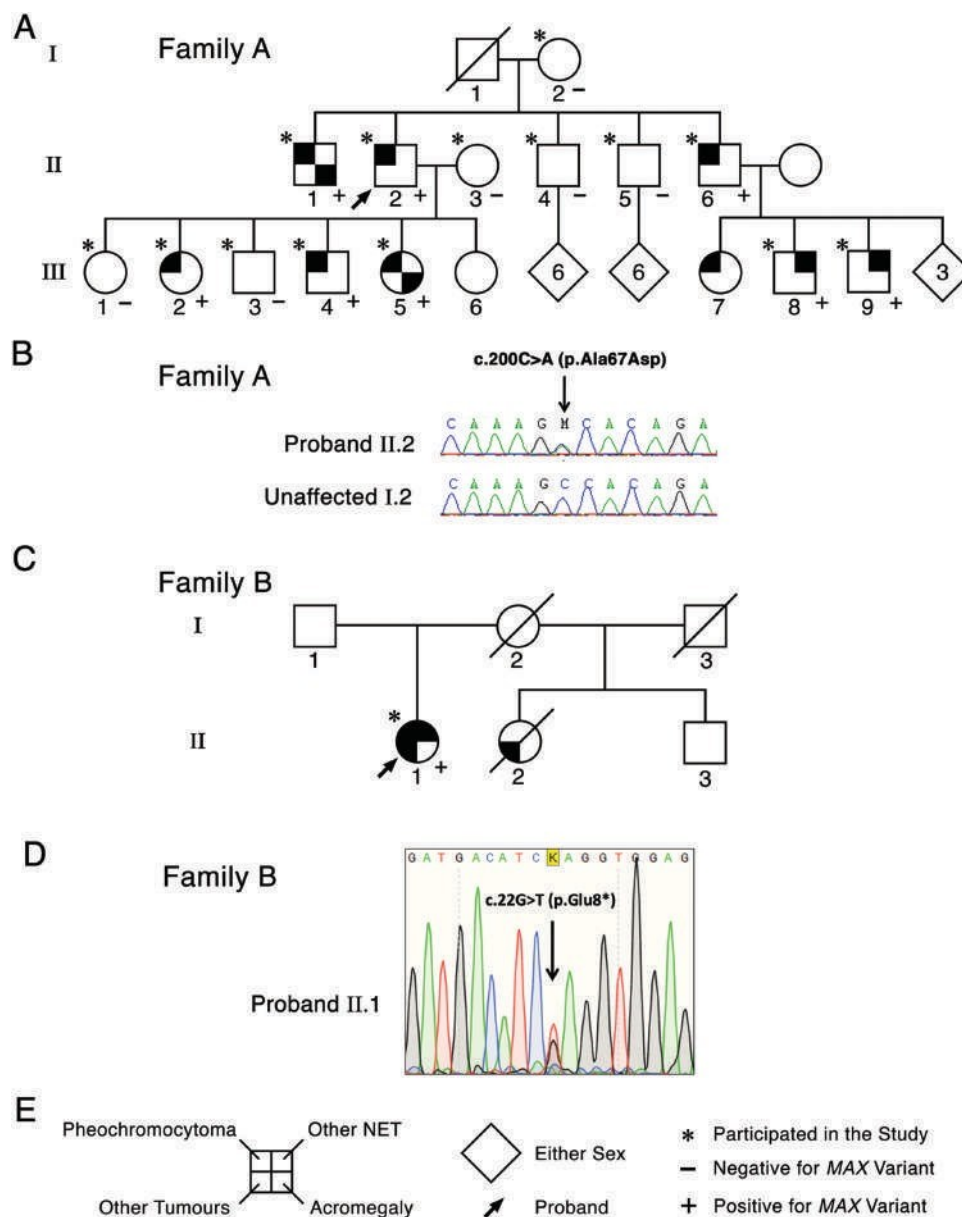 A
Family A
I
*
1
2 –
II
* * * * * *
1 + 2 + 3 – 4 – 5 – 6 +
III
* * * * * * *
6 6 3
1 – 2 + 3 – 4 + 5 + 6 7 8 + 9 +
B
Family A
c.200C>A (p.Ala67Asp)
C A A A G M C A C A G A
Proband II.2
C A A A G C C A C A G A
Unaffected I.2
C
Family B
I
1 2 3
II
*
1 + 2 3
D
Family B
G A T G A C A T C K A G G T G G A G
c.22G>T (p.Glu8*)
Proband II.1
E
Pheochromocytoma Other NET
Other Tumours Acromegaly
Either Sex
Proband
* Participated in the Study
– Negative for MAX Variant
+ Positive for MAX Variant